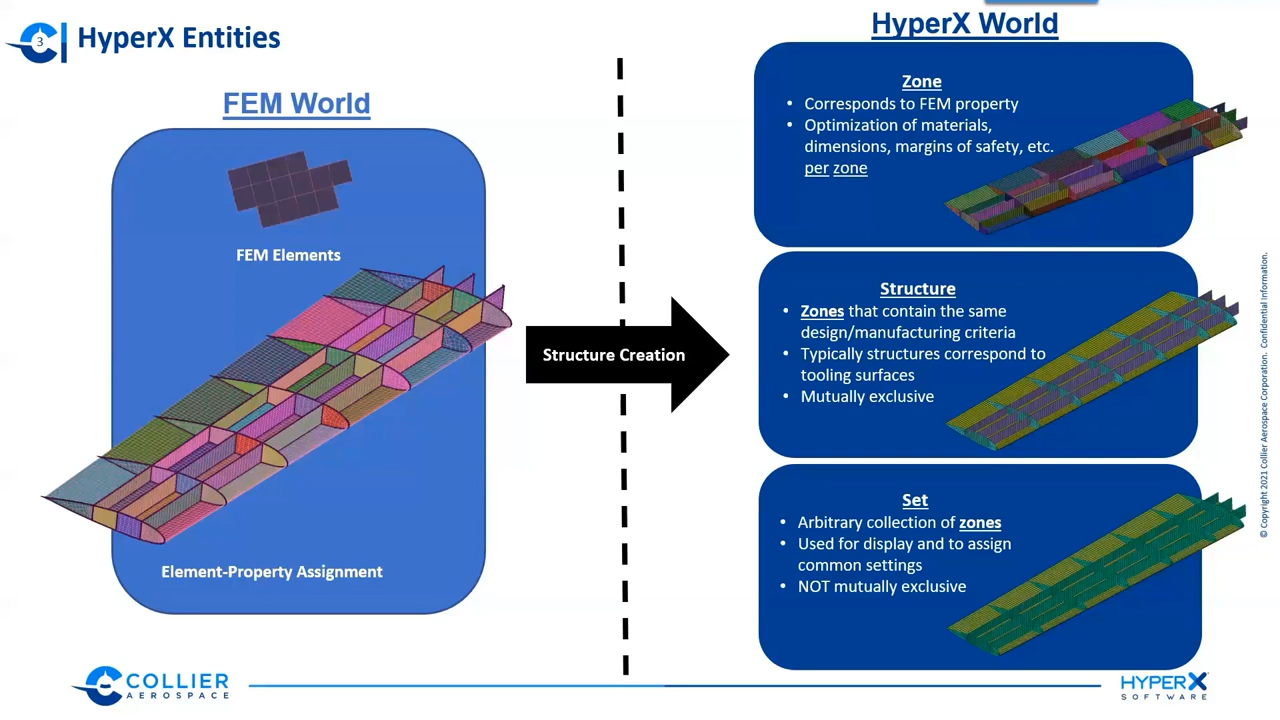 3
HyperX Entities
FEM World
FEM Elements
Element-Property Assignment
Structure Creation
HyperX World
Zone
• Corresponds to FEM property
• Optimization of materials,
dimensions, margins of safety, etc.
per zone
Structure
• Zones that contain the same
design/manufacturing criteria
• Typically structures correspond to
tooling surfaces
• Mutually exclusive
Set
• Arbitrary collection of zones
• Used for display and to assign
common settings
• NOT mutually exclusive
© Copyright 2021 Collier Aerospace Corporation. Confidential Information.
COLLIER
AEROSPACE
HYPERX
SOFTWARE